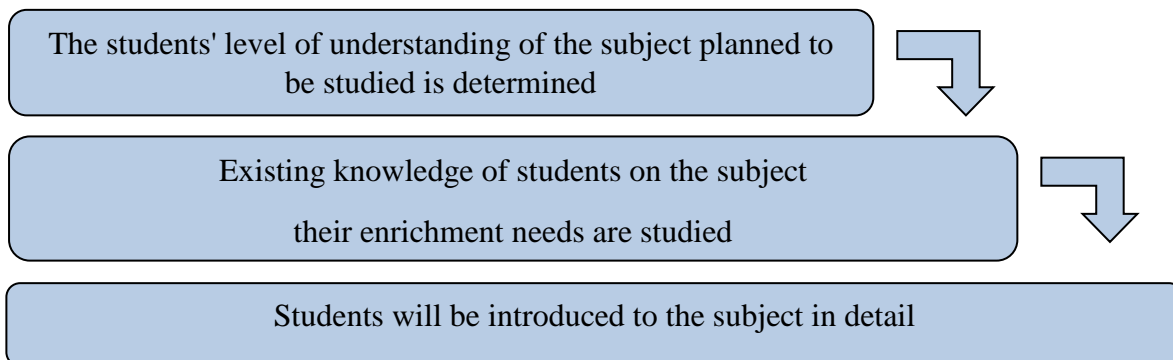 The students' level of understanding of the subject planned to
be studied is determined
Existing knowledge of students on the subject
their enrichment needs are studied
Students will be introduced to the subject in detail